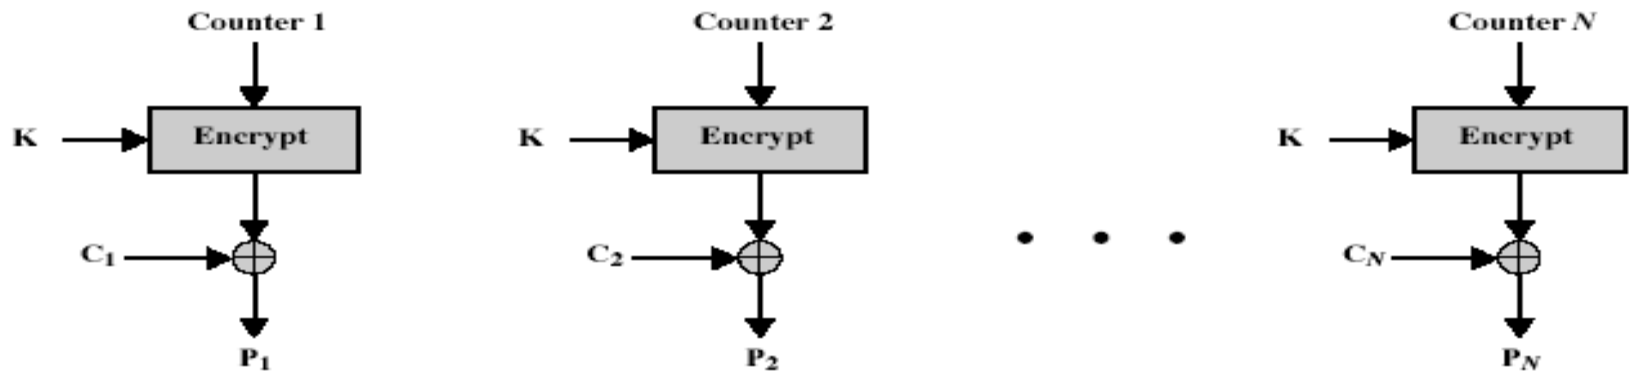 Counter 1 Counter 2 Counter N
K Encrypt K Encrypt K Encrypt
C1 C2 CN
P1 P2 PN